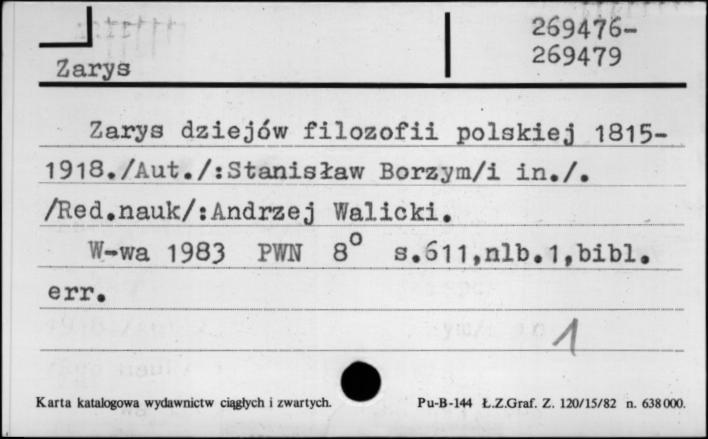 269476-
269479
Zarys
Zarys dziejów filozofii polskiej 1815-
1918./Aut./:Stanisław Borzym/i in./.
/Red.nauk/:Andrzej Walicki.
W-wa 1983 PWN 8° s.611,nlb.1,bibl.
err.
1
Karta katalogowa wydawnictw ciągłych i zwartych.
Pu-B-144 Ł.Z.Graf. Z. 120/15/82 n. 638000.